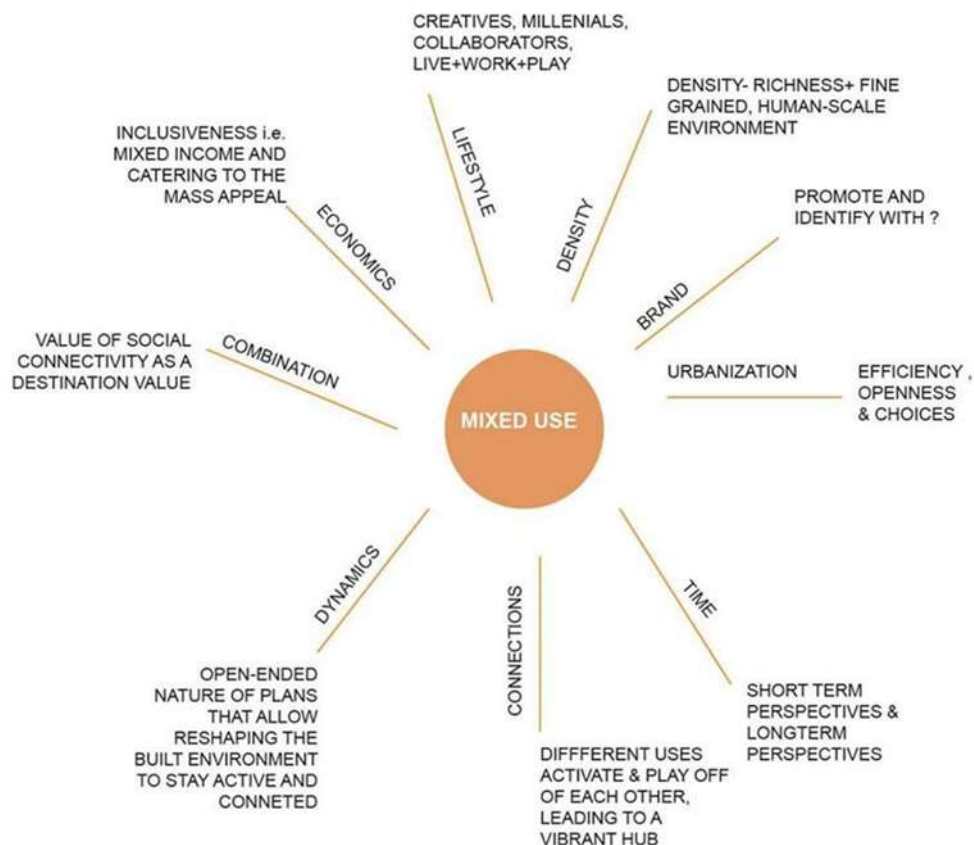 CREATIVES, MILLENIALS,
COLLABORATORS,
LIVE+WORK+PLAY
LIFESTYLE
DENSITY- RICHNESS+ FINE
GRAINED, HUMAN-SCALE
ENVIRONMENT
DENSITY
PROMOTE AND
IDENTIFY WITH ?
BRAND
URBANIZATION
EFFICIENCY ,
OPENNESS
& CHOICES
INCLUSIVENESS i.e.
MIXED INCOME AND
CATERING TO THE
MASS APPEAL
ECONOMICS
VALUE OF SOCIAL
CONNECTIVITY AS A
DESTINATION VALUE
COMBINATION
MIXED USE
DYNAMICS
OPEN-ENDED
NATURE OF PLANS
THAT ALLOW
RESHAPING THE
BUILT ENVIRONMENT
TO STAY ACTIVE AND
CONNETED
CONNECTIONS
DIFFFERENT USES
ACTIVATE & PLAY OFF
OF EACH OTHER,
LEADING TO A
VIBRANT HUB
TIME
SHORT TERM
PERSPECTIVES &
LONGTERM
PERSPECTIVES